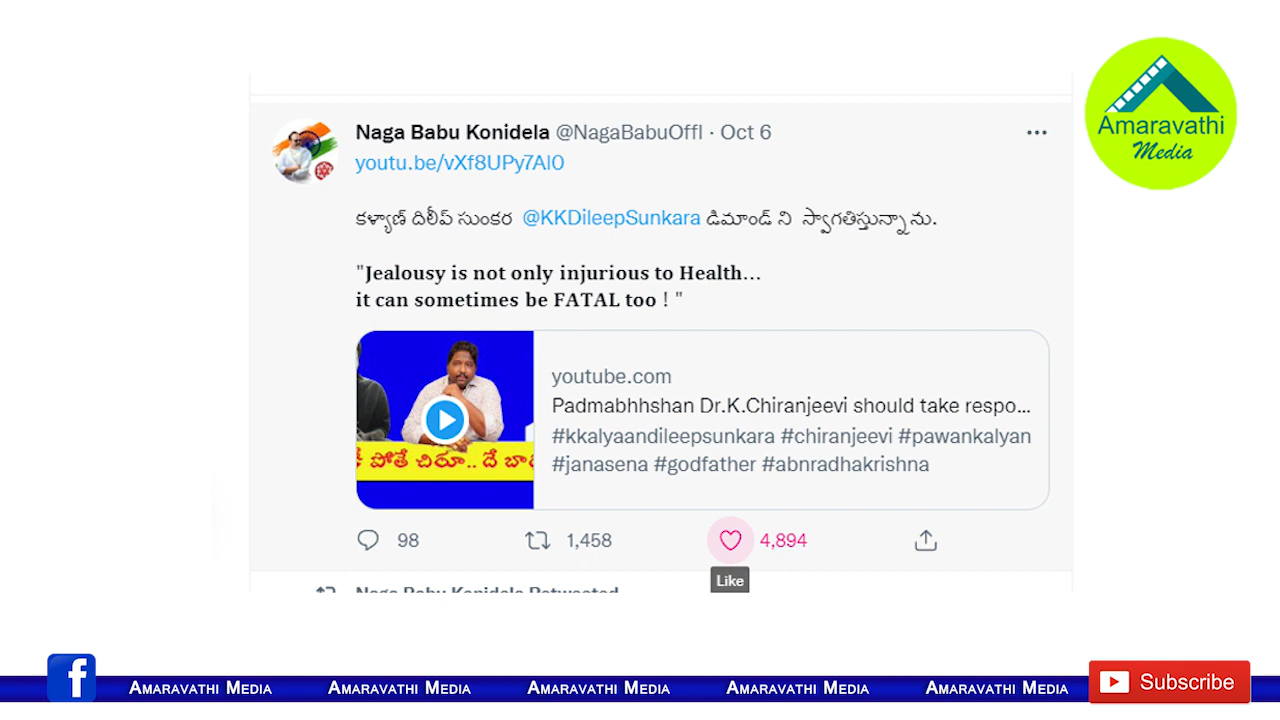 Naga Babu Konidela @NagaBabuOffl · Oct 6
youtu.be/vXf8UPy7Al0
కళ్యాణ్ దిలీప్ సుంకర @KKDileepSunkara డిమాండ్ ని స్వాగతిస్తున్నాను.
"Jealousy is not only injurious to Health...
it can sometimes be FATAL too ! "
youtube.com
Padmabhhshan Dr.K.Chiranjeevi should take respo...
#kkalyaandileepsunkara #chiranjeevi #pawankalyan
#janasena #godfather #abnradhakrishna
పోతే చిరూ.. దే బా
98 1,458 4,894
Like
Naga Babu Konidela Retweeted
Amaravathi
Media
f Amaravathi Media Amaravathi Media Amaravathi Media Amaravathi Media Amaravathi Media Subscribe